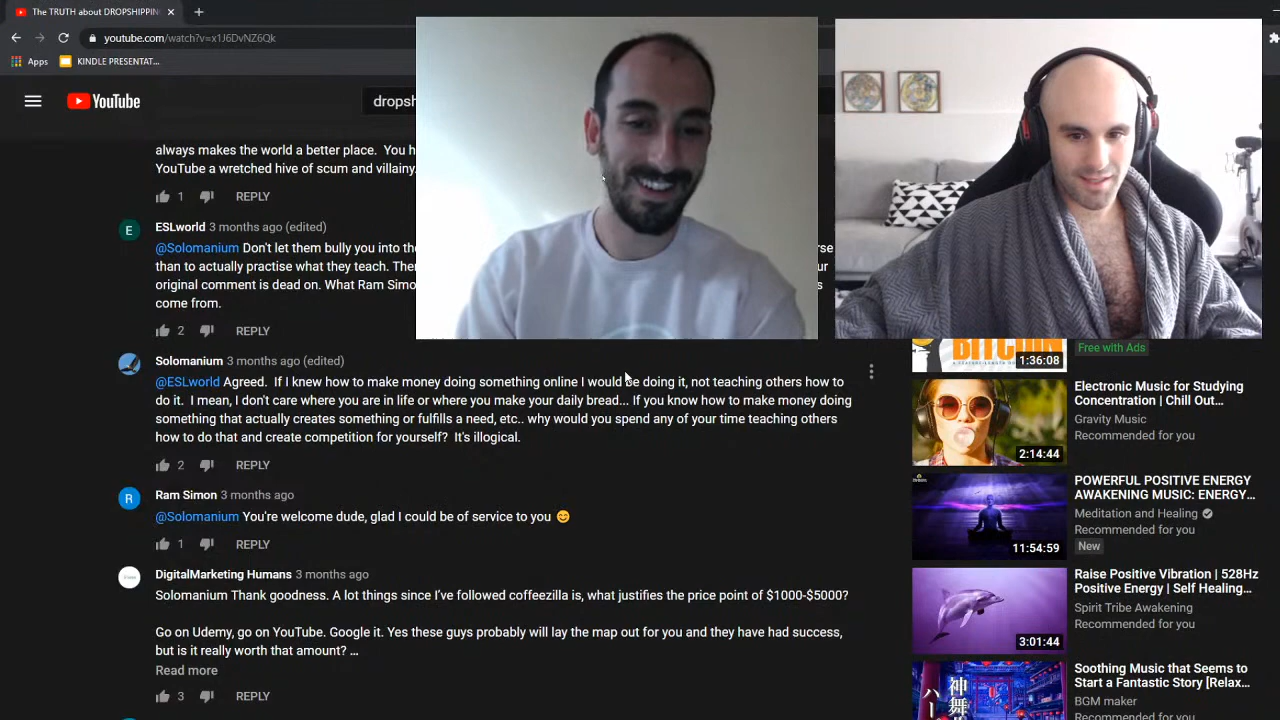 The TRUTH about DROPSHIPPIN
youtube.com/watch?v=x1J6DvNZ6Qk
Apps
KINDLE PRESENTAT...
YouTube
dropsh
always makes the world a better place. You h
YouTube a wretched hive of scum and villainy.
1
REPLY
E
ESLworld 3 months ago (edited)
@Solomanium Don't let them bully you into the
than to actually practise what they teach.
original comment is dead on. What Ram Simo
come from.
2
REPLY
Solomanium 3 months ago (edited)
@ESLworld Agreed. If I knew how to make money doing something online I would be doing it, not teaching others how to
do it. I mean, I don't care where you are in life or where you make your daily bread... If you know how to make money doing
something that actually creates something or fulfills a need, etc.. why would you spend any of your time teaching others
how to do that and create competition for yourself? It's illogical.
2
REPLY
R
Ram Simon 3 months ago
@Solomanium You're welcome dude, glad I could be of service to you 😊
1
REPLY
DigitalMarketing Humans 3 months ago
Solomanium Thank goodness. A lot things since I've followed coffeezilla is, what justifies the price point of $1000-$5000?
Go on Udemy, go on YouTube. Google it. Yes these guys probably will lay the map out for you and they have had success,
but is it really worth that amount? ...
Read more
3
REPLY
BITCOIN
1:36:08
Free with Ads
2:14:44
Electronic Music for Studying
Concentration | Chill Out...
Gravity Music
Recommended for you
11:54:59
POWERFUL POSITIVE ENERGY
AWAKENING MUSIC: ENERGY...
Meditation and Healing
Recommended for you
New
3:01:44
Raise Positive Vibration | 528Hz
Positive Energy | Self Healing...
Spirit Tribe Awakening
Recommended for you
Soothing Music that Seems to
Start a Fantastic Story [Relax...
BGM maker
Recommended for you